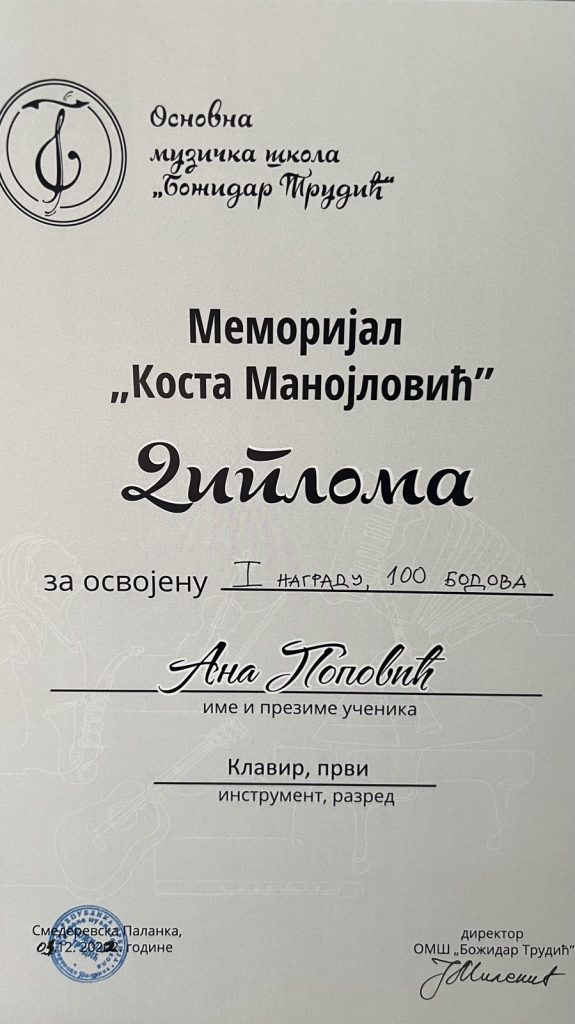 Основна
музичка школа
„Божидар Трудић“
Меморијал
„Коста Манојловић”
Диплома
за освојену I НАГРАДУ, 100 БОДОВА
Ана Поповић
име и презиме ученика
Клавир, први
инструмент, разред
Смедеревска Паланка,
године
директор
ОМШ „Божидар Трудић“